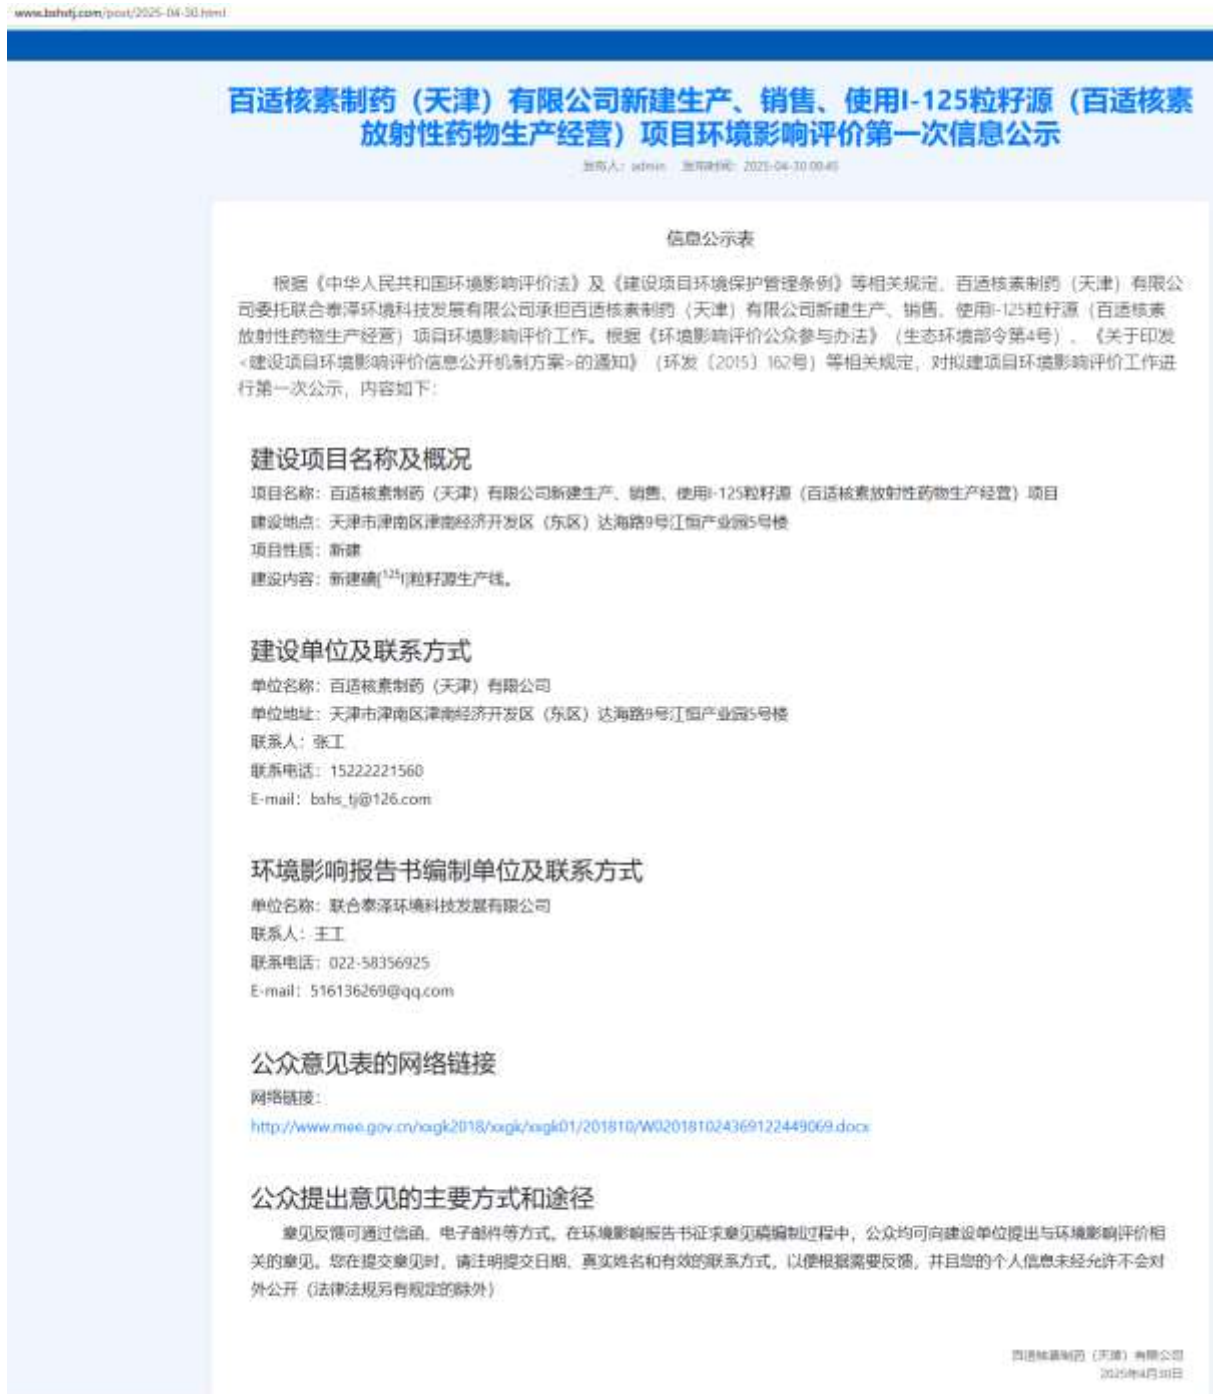 www.bshstj.com/post/2025-04-30.html
百适核素制药（天津）有限公司新建生产、销售、使用I-125粒籽源（百适核素
放射性药物生产经营）项目环境影响评价第一次信息公示
发布人：admin 发布时间：2025-04-30 09:45
信息公示表
根据《中华人民共和国环境影响评价法》及《建设项目环境保护管理条例》等相关规定，百适核素制药（天津）有限公
司委托联合泰泽环境科技发展有限公司承担百适核素制药（天津）有限公司新建生产、销售、使用I-125粒籽源（百适核素
放射性药物生产经营）项目环境影响评价工作。根据《环境影响评价公众参与办法》（生态环境部令第4号）、《关于印发
<建设项目环境影响评价信息公开机制方案>的通知》（环发〔2015〕162号）等相关规定，对拟建项目环境影响评价工作进
行第一次公示，内容如下：
建设项目名称及概况
项目名称：百适核素制药（天津）有限公司新建生产、销售、使用I-125粒籽源（百适核素放射性药物生产经营）项目
建设地点：天津市津南区津南经济开发区（东区）达海路9号江恒产业园5号楼
项目性质：新建
建设内容：新建碘[¹²⁵I]粒籽源生产线。
建设单位及联系方式
单位名称：百适核素制药（天津）有限公司
单位地址：天津市津南区津南经济开发区（东区）达海路9号江恒产业园5号楼
联系人：张工
联系电话：15222221560
E-mail：bshs_tj@126.com
环境影响报告书编制单位及联系方式
单位名称：联合泰泽环境科技发展有限公司
联系人：王工
联系电话：022-58356925
E-mail：516136269@qq.com
公众意见表的网络链接
网络链接：
http://www.mee.gov.cn/xxgk2018/xxgk/xxgk01/201810/W020181024369122449069.docx
公众提出意见的主要方式和途径
意见反馈可通过信函、电子邮件等方式。在环境影响报告书征求意见稿编制过程中，公众均可向建设单位提出与环境影响评价相
关的意见。您在提交意见时，请注明提交日期、真实姓名和有效的联系方式，以便根据需要反馈，并且您的个人信息未经允许不会对
外公开（法律法规另有规定的除外）
百适核素制药（天津）有限公司
2025年4月30日